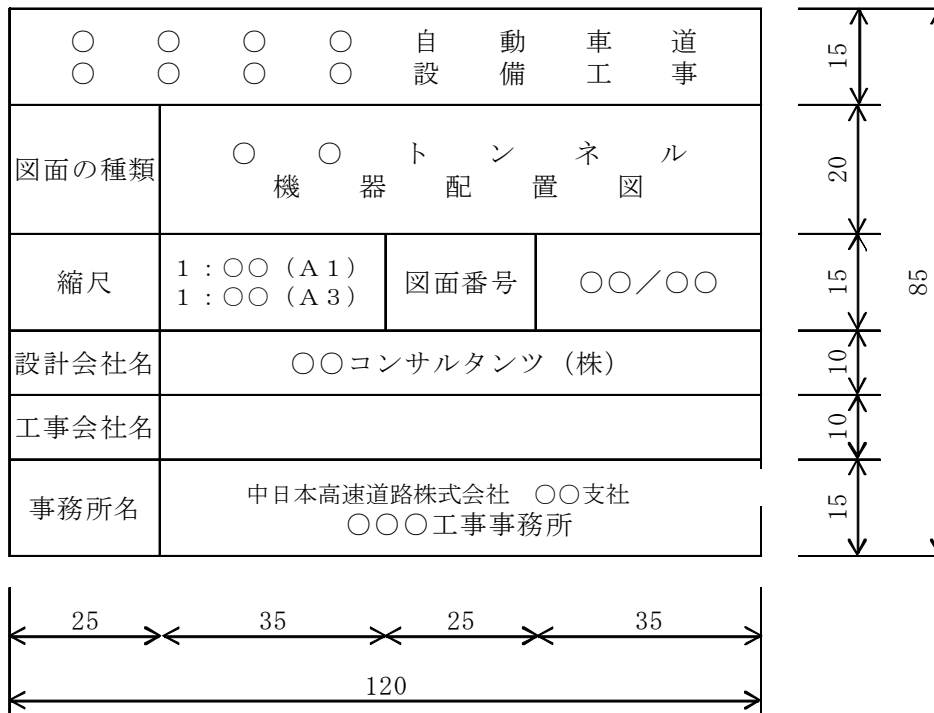 ○○○○自動車道
○○○○設備工事
図面の種類
○○トンネル
機器配置図
縮尺
1：○○（A1）
1：○○（A3）
図面番号
○○／○○
設計会社名
○○コンサルタンツ（株）
工事会社名
事務所名
中日本高速道路株式会社　○○支社
○○○工事事務所
15
20
15
10
10
15
85
25
35
25
35
120